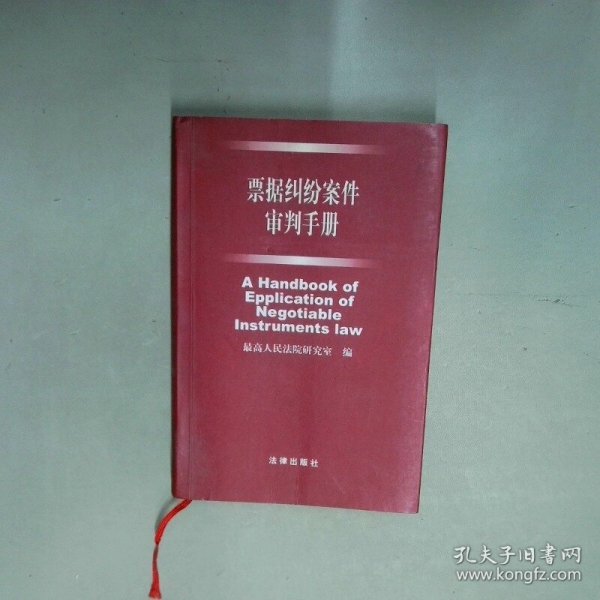 票据纠纷案件
审判手册
A Handbook of
Epplication of
Negotiable
Instruments law
最高人民法院研究室 编
法律出版社
孔夫子旧书网
www.kongfz.com